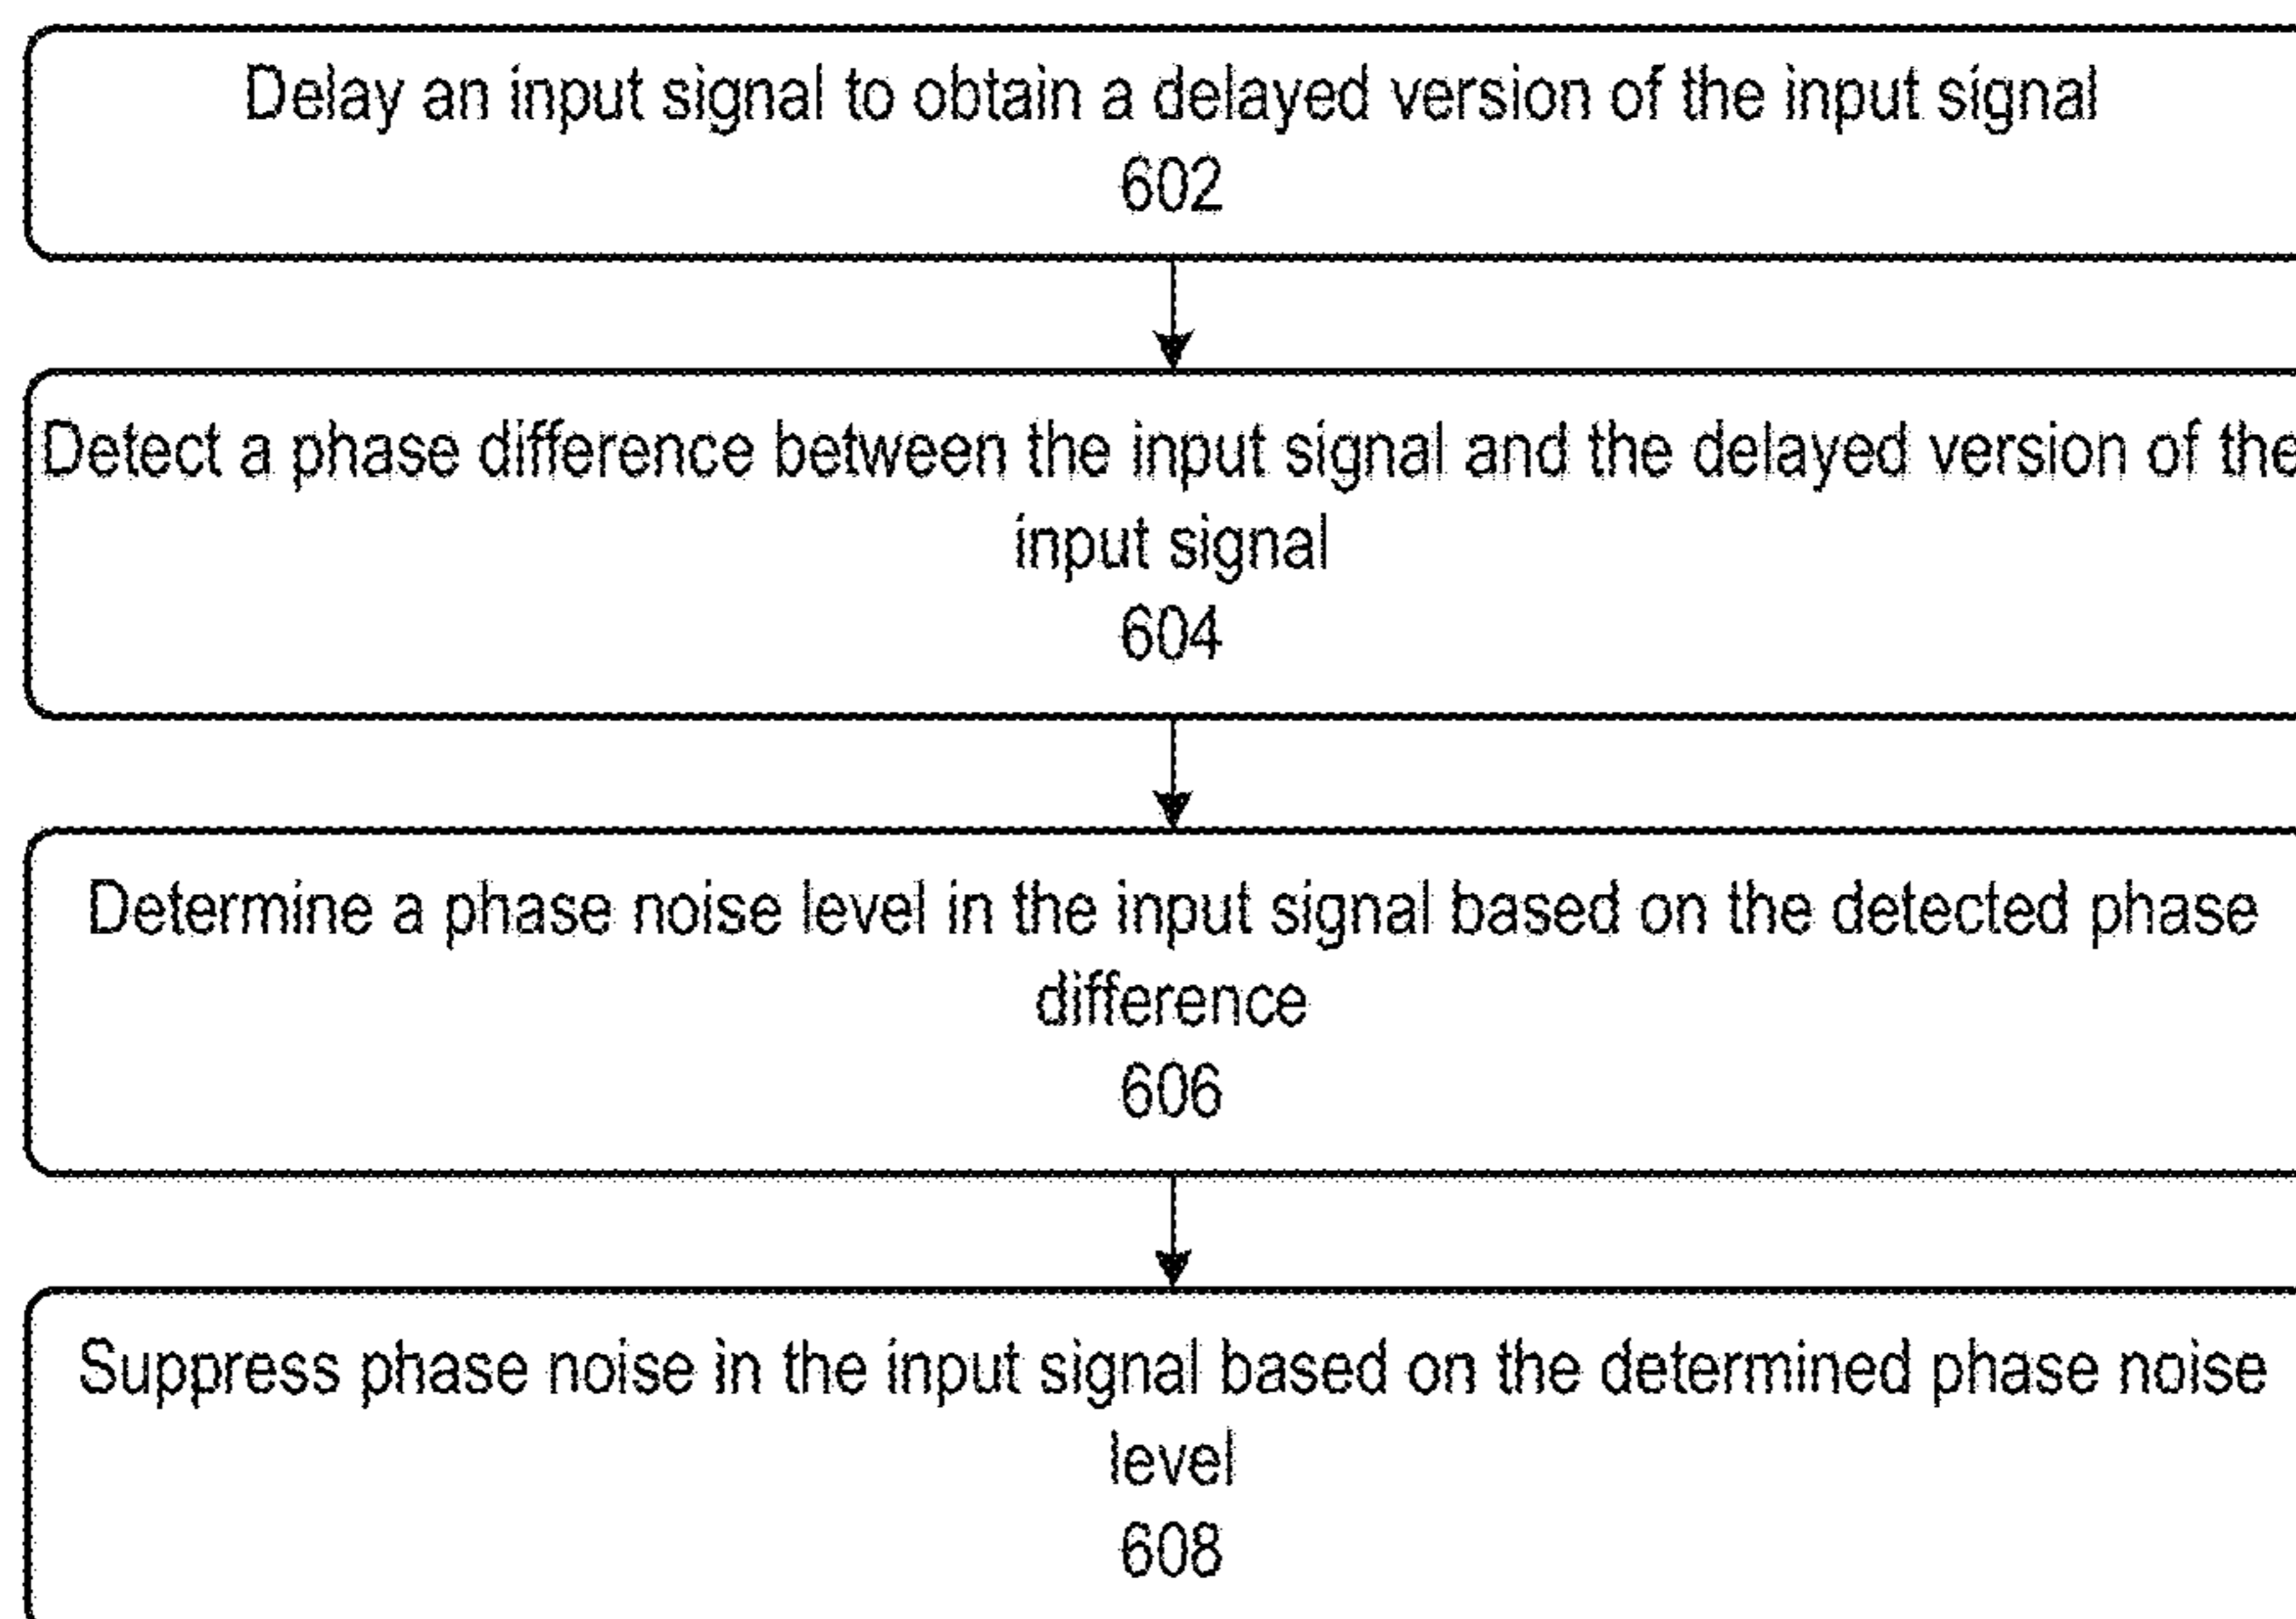 Delay an input signal to obtain a delayed version of the input signal
602
Detect a phase difference between the input signal and the delayed version of the
input signal
604
Determine a phase noise level in the input signal based on the detected phase
difference
606
Suppress phase noise in the input signal based on the determined phase noise
level
608